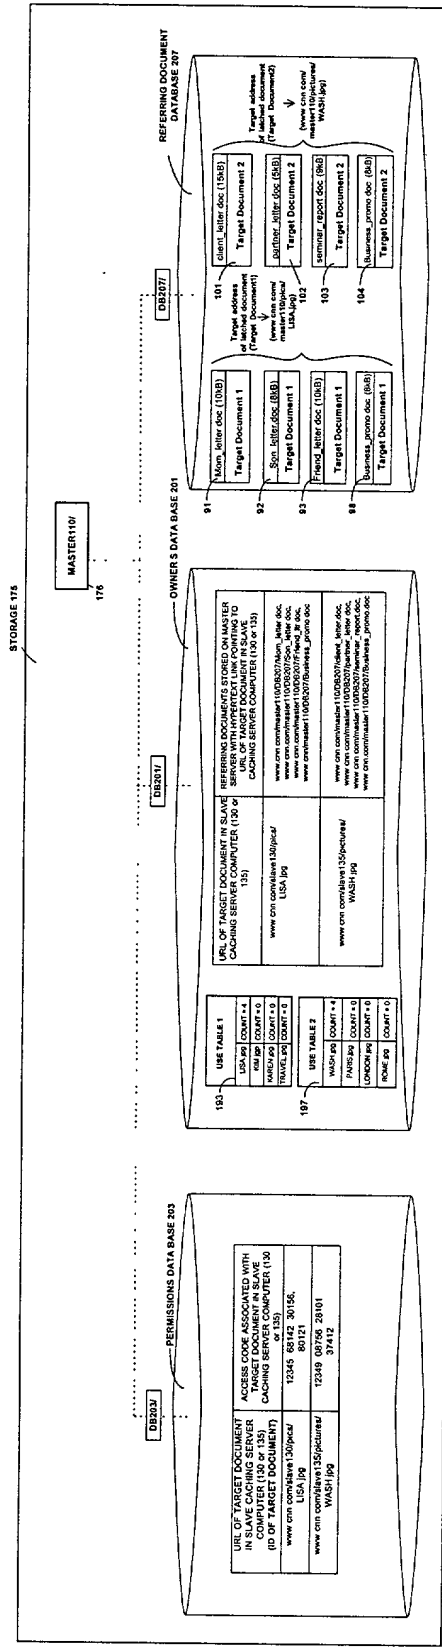 STORAGE 175
MASTER110/
176
DB203/
DB201/
DB207/
PERMISSIONS DATA BASE 203
URL OF TARGET DOCUMENT
IN SLAVE CACHING SERVER
COMPUTER (130 or 135)
(ID OF TARGET DOCUMENT)
ACCESS CODE ASSOCIATED WITH
TARGET DOCUMENT IN SLAVE
CACHING SERVER COMPUTER (130
or 135)
www cnn com/slave130/pics/
LISA jpg
12345 68142 30156,
80121
www cnn com/slave135/pictures/
WASH jpg
12349 08756 28101
37412
OWNER S DATA BASE 201
193
USE TABLE 1
LISA.jpg COUNT = 4
KIM.jpg COUNT = 0
KAREN.jpg COUNT = 0
TRAVEL.jpg COUNT = 0
197
USE TABLE 2
WASH.jpg COUNT = 4
PARIS.jpg COUNT = 0
LONDON.jpg COUNT = 0
ROME.jpg COUNT = 0
URL OF TARGET DOCUMENT IN SLAVE
CACHING SERVER COMPUTER (130 or
135)
REFERRING DOCUMENTS STORED ON MASTER
SERVER WITH HYPERTEXT LINK POINTING TO
URL OF TARGET DOCUMENT IN SLAVE
CACHING SERVER COMPUTER (130 or 135)
www cnn com/slave130/pics/
LISA jpg
www cnn com/master110/DB207/Mom_letter doc,
www cnn com/master110/DB207/Son_letter doc,
www cnn com/master110/DB207/Friend_ltr doc,
www cnn/master110/DB207/Business_promo doc
www cnn com/slave135/pictures/
WASH jpg
www cnn com/master110/DB207/client_letter.doc,
www cnn com/master110/DB207/partner_letter doc,
www cnn com/master110/DB207/seminar_report.doc,
www cnn com/master110/DB207/Business_promo.doc
REFERRING DOCUMENT
DATABASE 207
91
Mom_letter doc (10kB)
Target Document 1
92
Son_letter.doc (8kB)
Target Document 1
93
Friend_letter doc (10kB)
Target Document 1
98
Business_promo doc (8kB)
Target Document 1
Target address
of latched document
(Target Document1)
(www cnn com/
master110/pics/
LISA.jpg)
101
client_letter doc (15kB)
Target Document 2
102
partner_letter doc (5kB)
Target Document 2
103
seminar_report doc (9kB)
Target Document 2
104
Business_promo doc (8kB)
Target Document 2
Target address
of latched document
(Target Document2)
(www cnn com/
master110/pictures/
WASH.jpg)